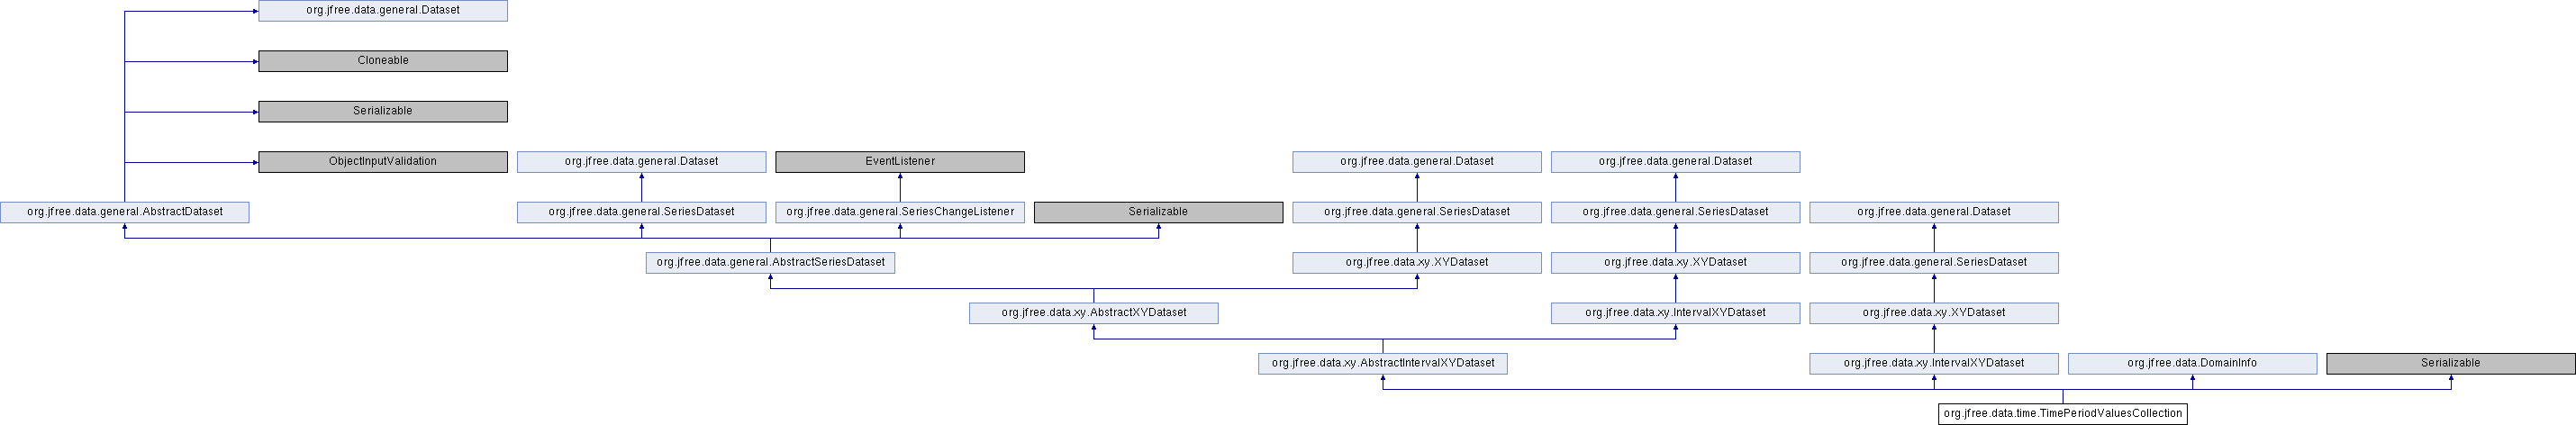 org.jfree.data.general.Dataset
Cloneable
Serializable
ObjectInputValidation
org.jfree.data.general.Dataset
EventListener
org.jfree.data.general.Dataset
org.jfree.data.general.Dataset
org.jfree.data.general.AbstractDataset
org.jfree.data.general.SeriesDataset
org.jfree.data.general.SeriesChangeListener
Serializable
org.jfree.data.general.SeriesDataset
org.jfree.data.general.SeriesDataset
org.jfree.data.general.Dataset
org.jfree.data.general.AbstractSeriesDataset
org.jfree.data.xy.XYDataset
org.jfree.data.xy.XYDataset
org.jfree.data.general.SeriesDataset
org.jfree.data.xy.AbstractXYDataset
org.jfree.data.xy.IntervalXYDataset
org.jfree.data.xy.XYDataset
org.jfree.data.xy.AbstractIntervalXYDataset
org.jfree.data.xy.IntervalXYDataset
org.jfree.data.DomainInfo
Serializable
org.jfree.data.time.TimePeriodValuesCollection